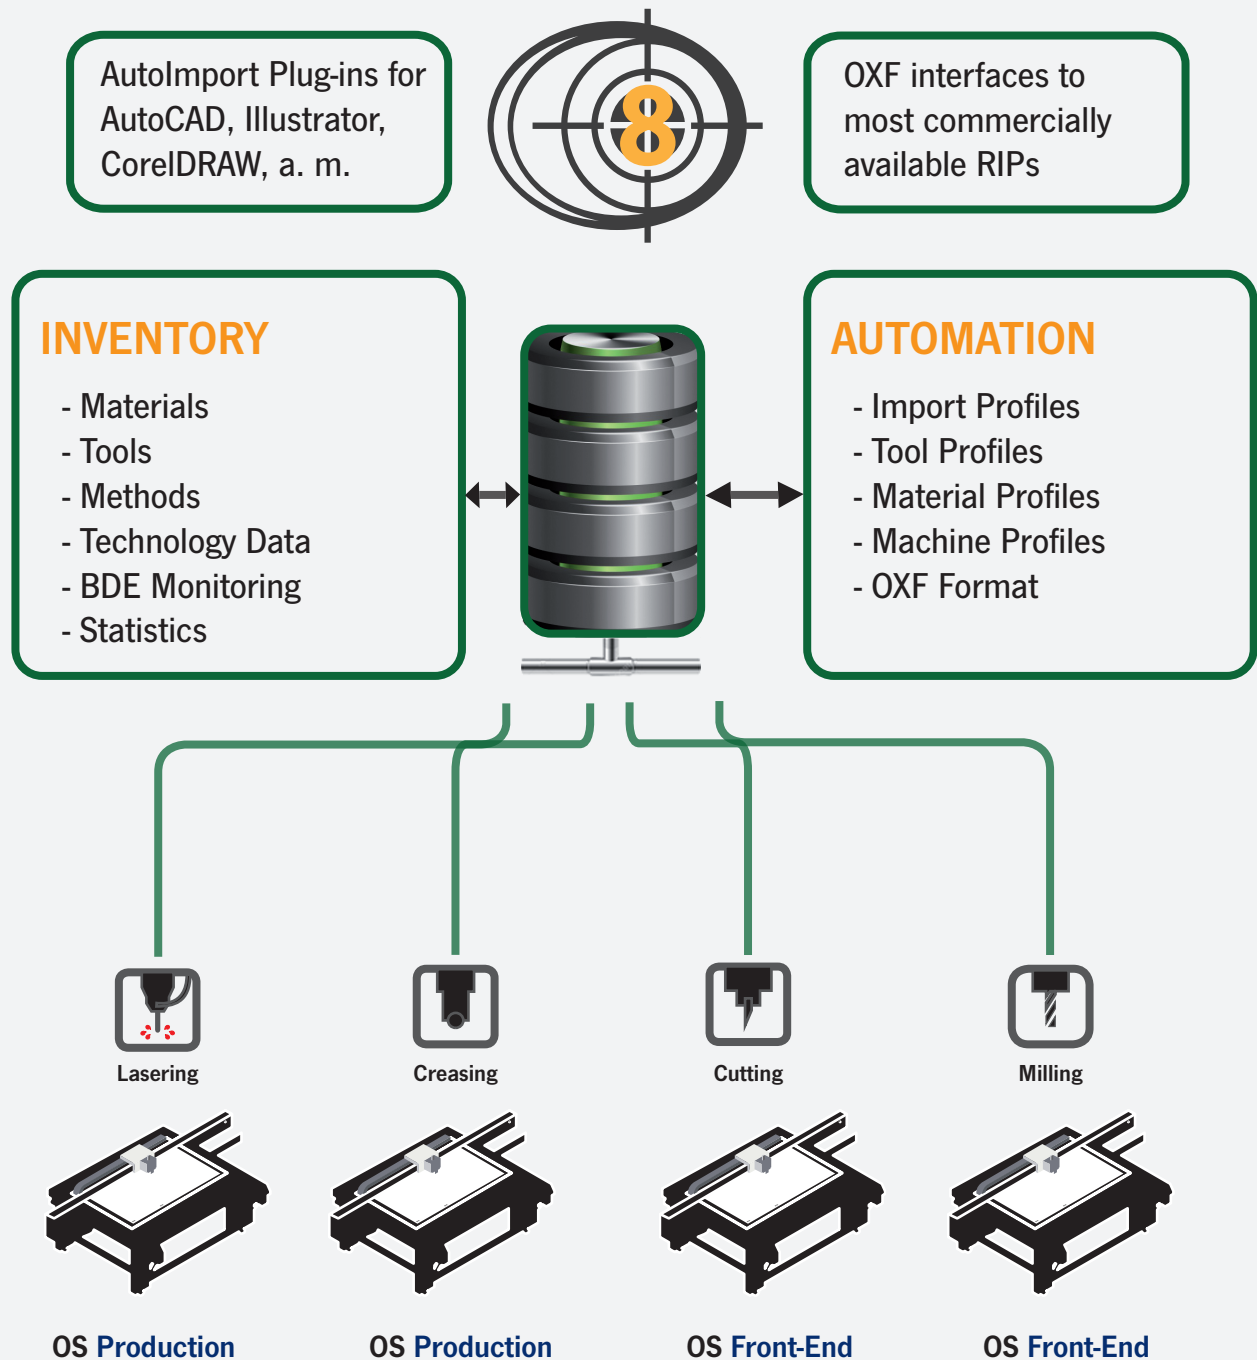 AutoImport Plug-ins for
AutoCAD, Illustrator,
CorelDRAW, a. m.
8
OXF interfaces to
most commercially
available RIPs
INVENTORY
- Materials
- Tools
- Methods
- Technology Data
- BDE Monitoring
- Statistics
AUTOMATION
- Import Profiles
- Tool Profiles
- Material Profiles
- Machine Profiles
- OXF Format
Lasering
Creasing
Cutting
Milling
OS Production
OS Production
OS Front-End
OS Front-End